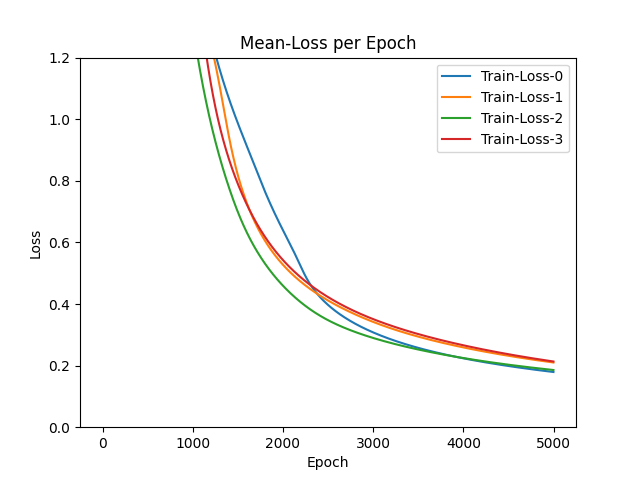 Mean-Loss per Epoch
1.2
1.0
0.8
0.6
0.4
0.2
0.0
Loss
Train-Loss-0
Train-Loss-1
Train-Loss-2
Train-Loss-3
0 1000 2000 3000 4000 5000
Epoch